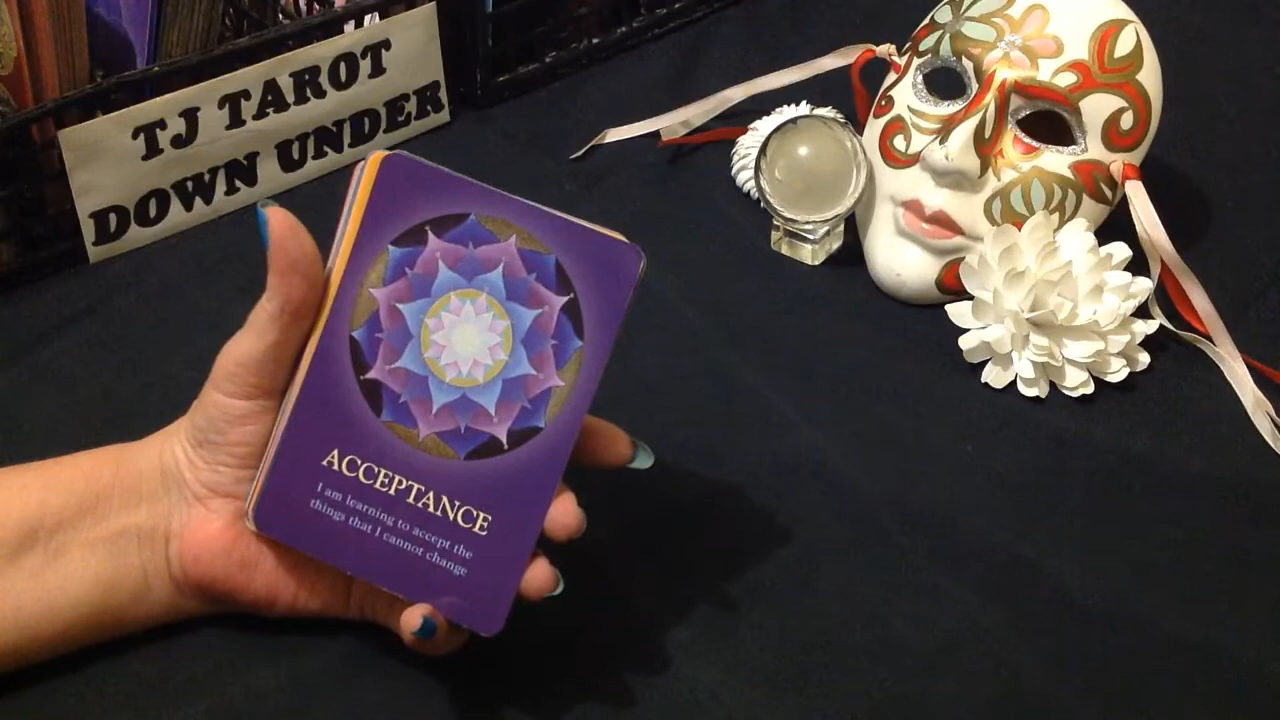 TJ TAROT
DOWN UNDER
ACCEPTANCE
I am learning to accept the
things that I cannot change